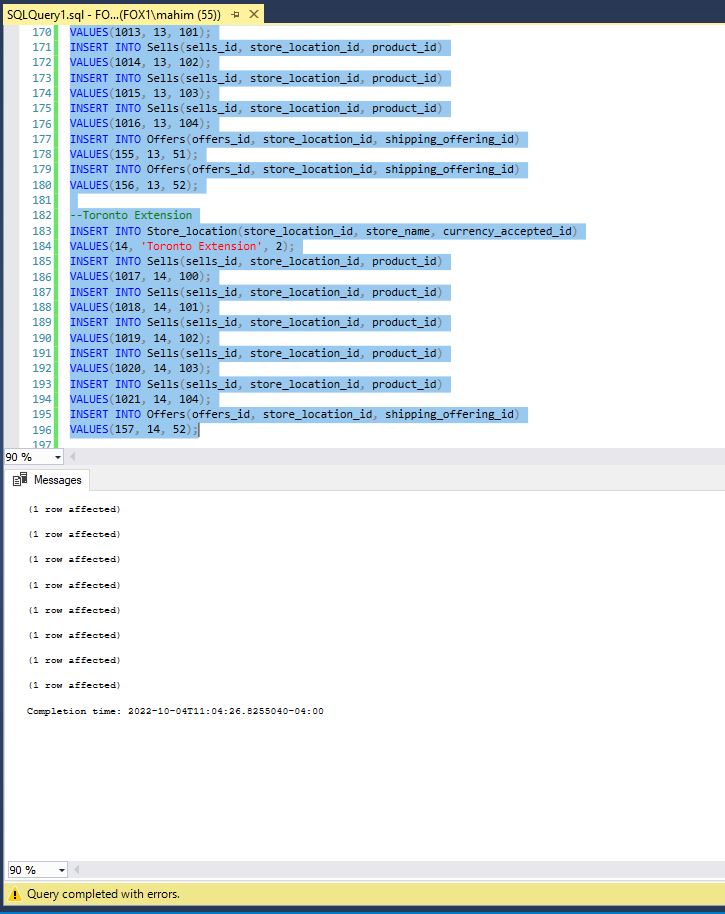 SQLQuery1.sql - FO...(FOX1\mahim (55))
170 VALUES(1013, 13, 101);
171 INSERT INTO Sells(sells_id, store_location_id, product_id)
172 VALUES(1014, 13, 102);
173 INSERT INTO Sells(sells_id, store_location_id, product_id)
174 VALUES(1015, 13, 103);
175 INSERT INTO Sells(sells_id, store_location_id, product_id)
176 VALUES(1016, 13, 104);
177 INSERT INTO Offers(offers_id, store_location_id, shipping_offering_id)
178 VALUES(155, 13, 51);
179 INSERT INTO Offers(offers_id, store_location_id, shipping_offering_id)
180 VALUES(156, 13, 52);
181
182 --Toronto Extension
183 INSERT INTO Store_location(store_location_id, store_name, currency_accepted_id)
184 VALUES(14, 'Toronto Extension', 2);
185 INSERT INTO Sells(sells_id, store_location_id, product_id)
186 VALUES(1017, 14, 100);
187 INSERT INTO Sells(sells_id, store_location_id, product_id)
188 VALUES(1018, 14, 101);
189 INSERT INTO Sells(sells_id, store_location_id, product_id)
190 VALUES(1019, 14, 102);
191 INSERT INTO Sells(sells_id, store_location_id, product_id)
192 VALUES(1020, 14, 103);
193 INSERT INTO Sells(sells_id, store_location_id, product_id)
194 VALUES(1021, 14, 104);
195 INSERT INTO Offers(offers_id, store_location_id, shipping_offering_id)
196 VALUES(157, 14, 52);
197
90 %
Messages
(1 row affected)
(1 row affected)
(1 row affected)
(1 row affected)
(1 row affected)
(1 row affected)
(1 row affected)
(1 row affected)
Completion time: 2022-10-04T11:04:26.8255040-04:00
90 %
Query completed with errors.